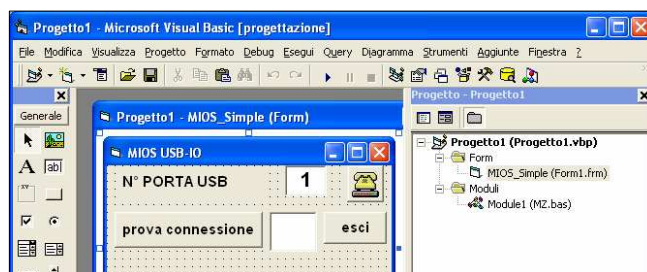 Progetto1 - Microsoft Visual Basic [progettazione]
File Modifica Visualizza Progetto Formato Debug Esegui Query Diagramma Strumenti Aggiunte Finestra ?
Generale
Progetto1 - MIOS_Simple (Form)
MIOS USB-IO
N° PORTA USB 1
prova connessione esci
Progetto - Progetto1
Progetto1 (Progetto1.vbp)
Form
MIOS_Simple (Form1.frm)
Moduli
Module1 (MZ.bas)
A ab